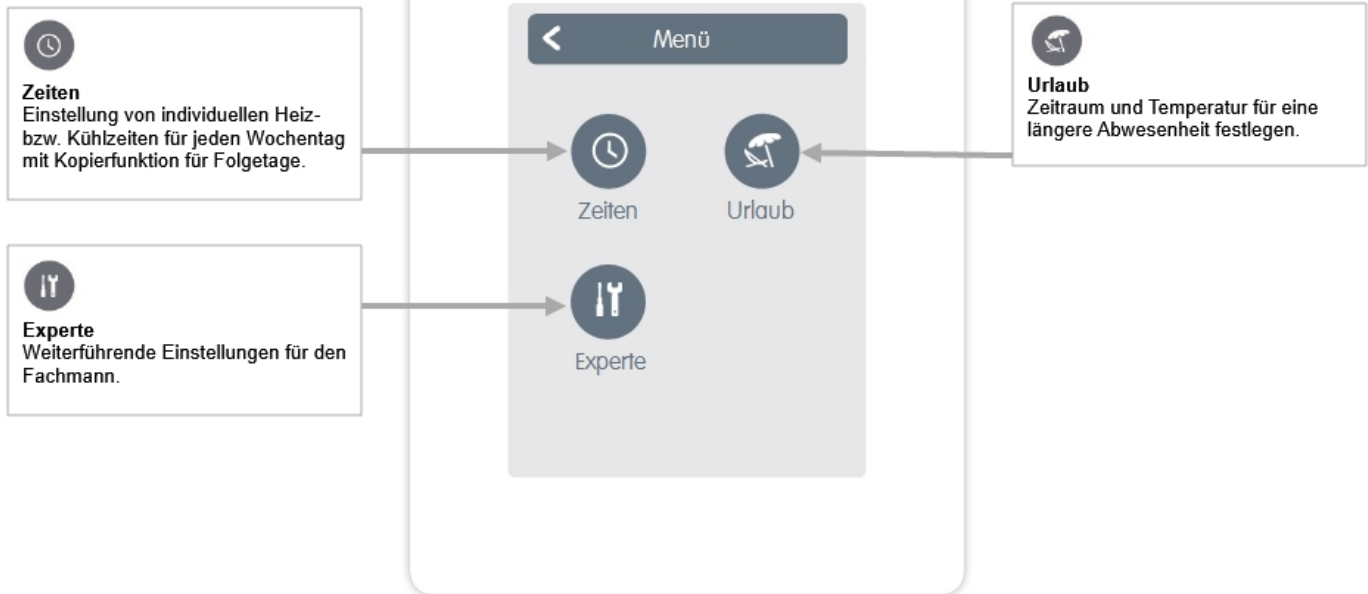 Zeiten
Einstellung von individuellen Heiz-
bzw. Kühlzeiten für jeden Wochentag
mit Kopierfunktion für Folgetage.
Experte
Weiterführende Einstellungen für den
Fachmann.
Menü
Zeiten
Urlaub
Experte
Urlaub
Zeitraum und Temperatur für eine
längere Abwesenheit festlegen.